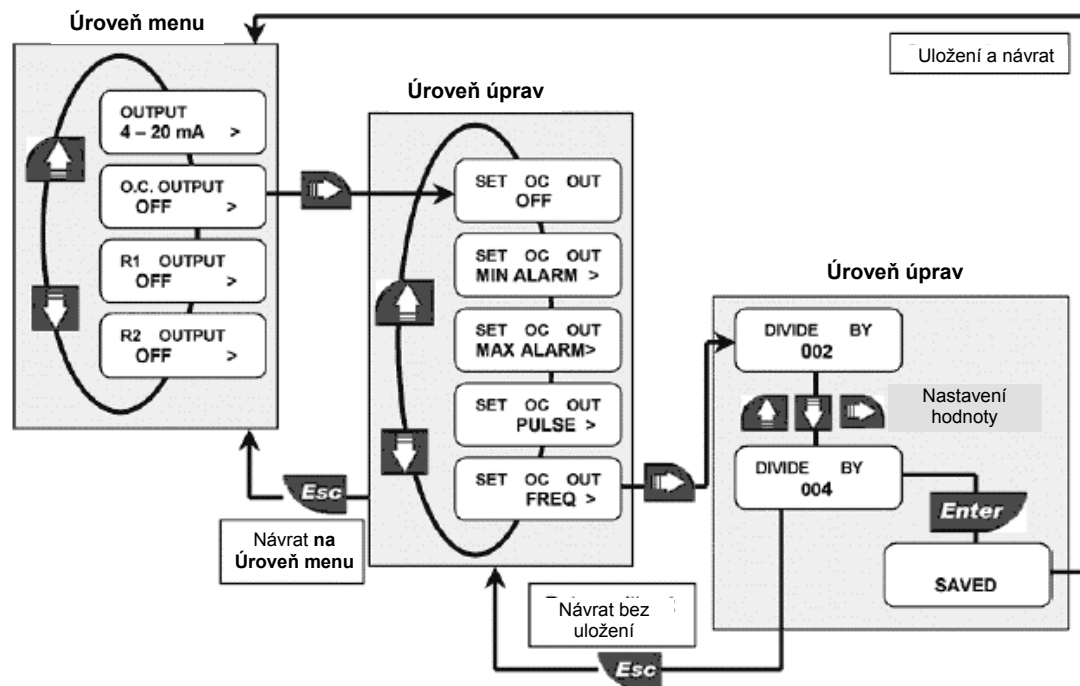 Úroveň menu
Uložení a návrat
OUTPUT
4 – 20 mA >
O.C. OUTPUT
OFF >
R1 OUTPUT
OFF >
R2 OUTPUT
OFF >
Úroveň úprav
SET OC OUT
OFF
SET OC OUT
MIN ALARM >
SET OC OUT
MAX ALARM>
SET OC OUT
PULSE >
SET OC OUT
FREQ >
Úroveň úprav
DIVIDE BY
002
Nastavení
hodnoty
DIVIDE BY
004
Enter
SAVED
Esc
Návrat na
Úroveň menu
Návrat bez
uložení
Esc